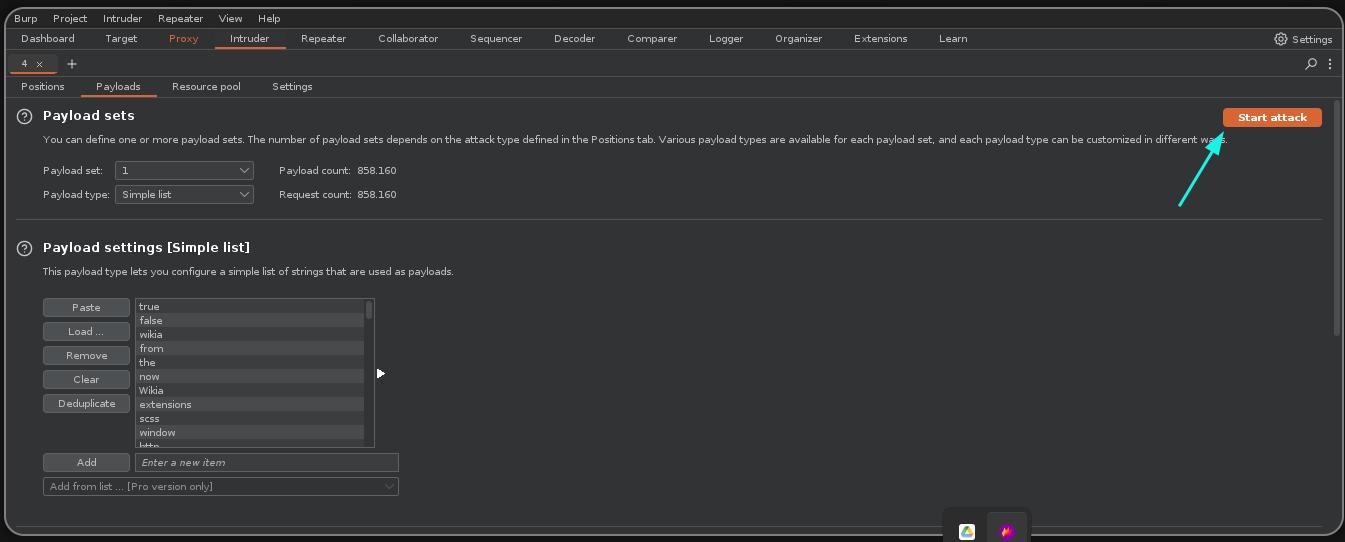 Burp Project Intruder Repeater View Help
Dashboard Target Proxy Intruder Repeater Collaborator Sequencer Decoder Comparer Logger Organizer Extensions Learn Settings
4 × +
Positions Payloads Resource pool Settings
Payload sets Start attack
You can define one or more payload sets. The number of payload sets depends on the attack type defined in the Positions tab. Various payload types are available for each payload set, and each payload type can be customized in different ways.
Payload set: 1 Payload count: 858.160
Payload type: Simple list Request count: 858.160
Payload settings [Simple list]
This payload type lets you configure a simple list of strings that are used as payloads.
Paste true
false
Load ... wikia
from
Remove the
now
Clear Wikia
extensions
Deduplicate scss
window
http
Add Enter a new item
Add from list ... [Pro version only]